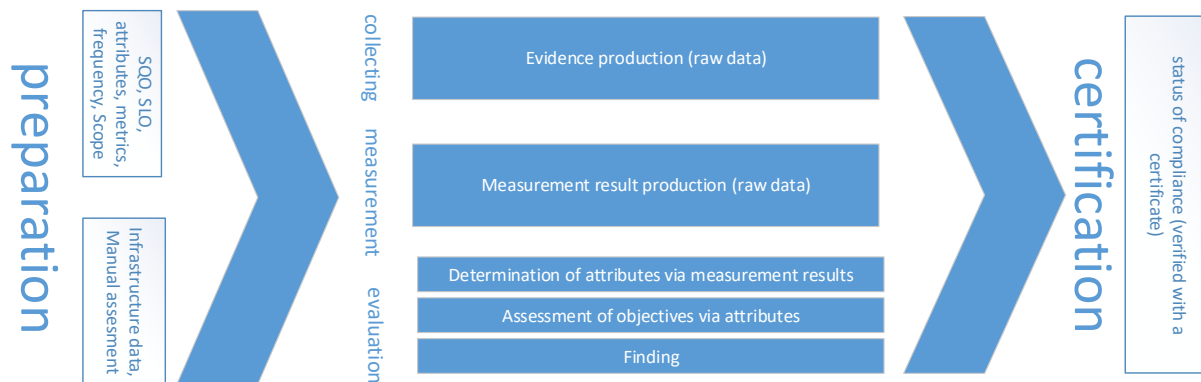 preparation
SQO, SLO,
attributes, metrics,
frequency, Scope
Infrastructure data,
Manual assesment
collecting
measurement
evaluation
Evidence production (raw data)
Measurement result production (raw data)
Determination of attributes via measurement results
Assessment of objectives via attributes
Finding
certification
status of compliance (verified with a
certificate)